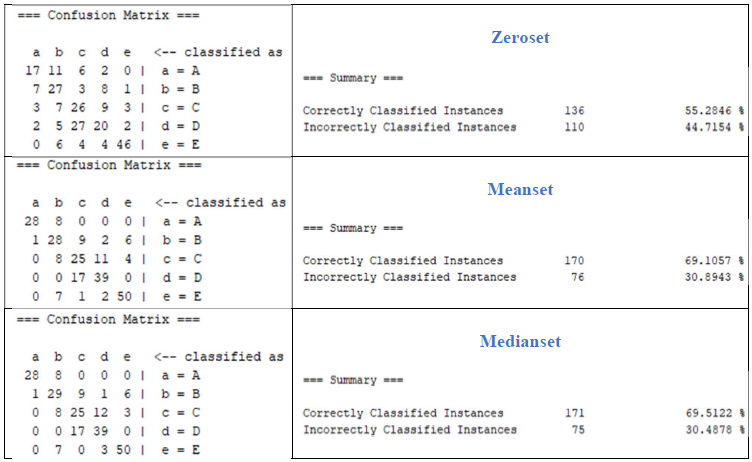 === Confusion Matrix ===
a b c d e <-- classified as
17 11 6 2 0 | a = A
7 27 3 8 1 | b = B
3 7 26 9 3 | c = C
2 5 27 20 2 | d = D
0 6 4 4 46 | e = E
Zeroset
=== Summary ===
Correctly Classified Instances 136 55.2846 %
Incorrectly Classified Instances 110 44.7154 %
=== Confusion Matrix ===
a b c d e <-- classified as
28 8 0 0 0 | a = A
1 28 9 2 6 | b = B
0 8 25 11 4 | c = C
0 0 17 39 0 | d = D
0 7 1 2 50 | e = E
Meanset
=== Summary ===
Correctly Classified Instances 170 69.1057 %
Incorrectly Classified Instances 76 30.8943 %
=== Confusion Matrix ===
a b c d e <-- classified as
28 8 0 0 0 | a = A
1 29 9 1 6 | b = B
0 8 25 12 3 | c = C
0 0 17 39 0 | d = D
0 7 0 3 50 | e = E
Medianset
=== Summary ===
Correctly Classified Instances 171 69.5122 %
Incorrectly Classified Instances 75 30.4878 %